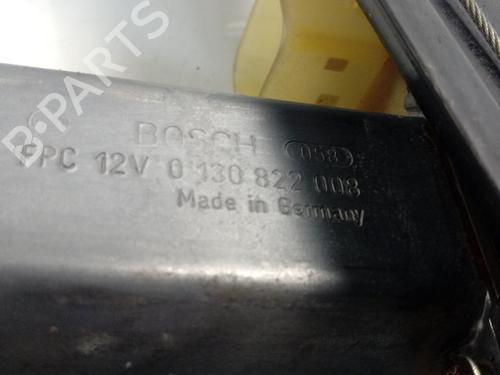 B-PARTS
BOSCH 058
FPC 12V 0 130 822 008
Made in Germany